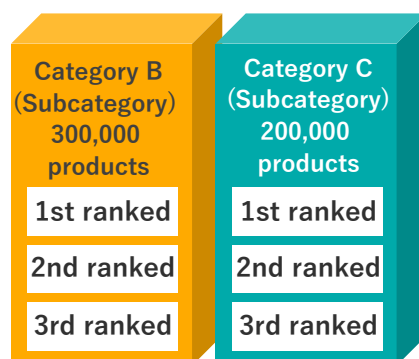 Category B
(Subcategory)
300,000
products
1st ranked
2nd ranked
3rd ranked
Category C
(Subcategory)
200,000
products
1st ranked
2nd ranked
3rd ranked